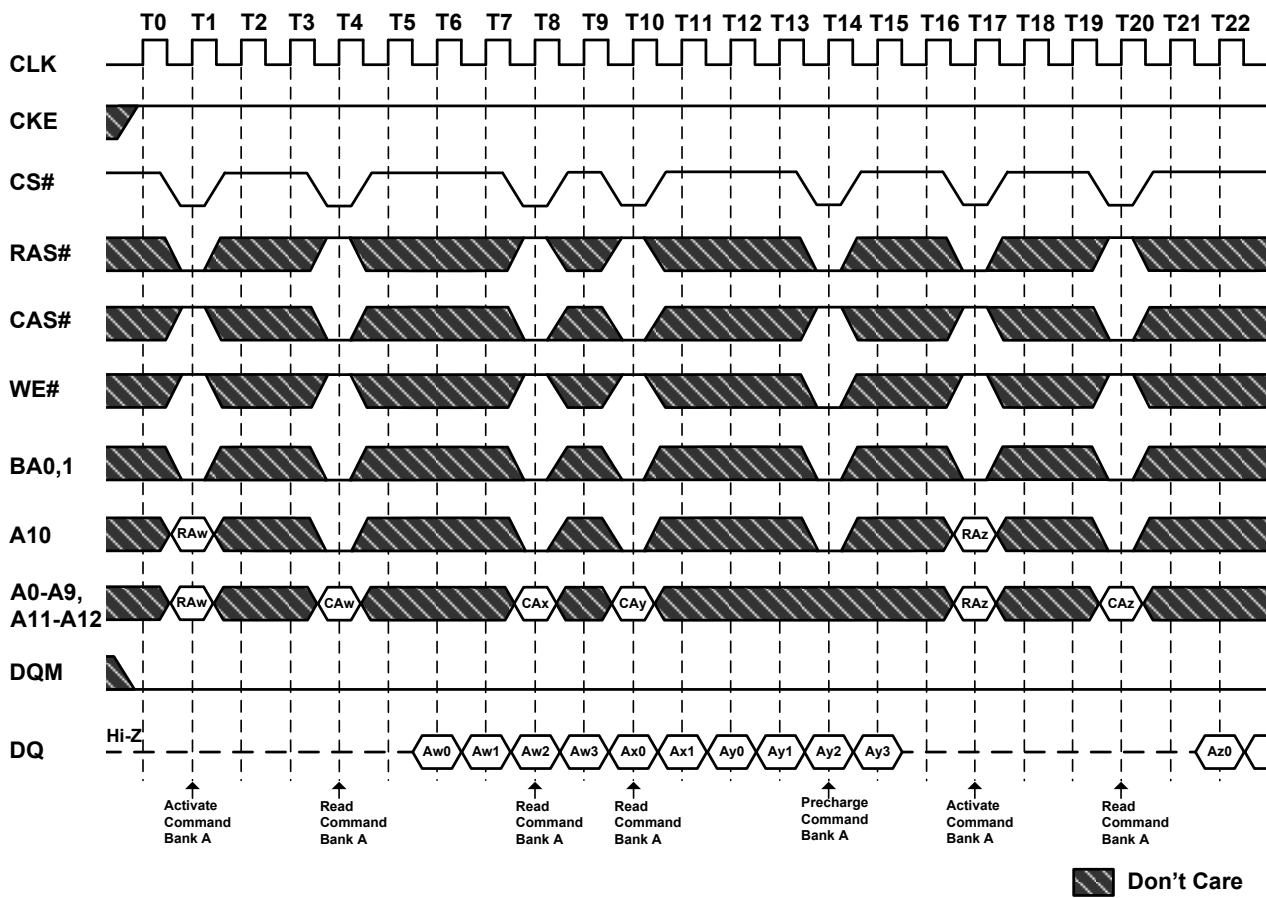 T0 T1 T2 T3 T4 T5 T6 T7 T8 T9 T10 T11 T12 T13 T14 T15 T16 T17 T18 T19 T20 T21 T22
CLK
CKE
CS#
RAS#
CAS#
WE#
BA0,1
A10 RAw RAz
A0-A9,
A11-A12 RAw CAw CAx CAy RAz CAz
DQM
Hi-Z
DQ Aw0 Aw1 Aw2 Aw3 Ax0 Ax1 Ay0 Ay1 Ay2 Ay3 Az0
Activate
Command
Bank A
Read
Command
Bank A
Read
Command
Bank A
Read
Command
Bank A
Precharge
Command
Bank A
Activate
Command
Bank A
Read
Command
Bank A
Don't Care